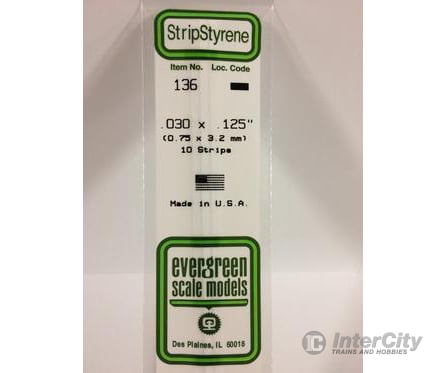 StripStyrene
Item No. Loc. Code
136
.030 x .125"
(0.75 x 3.2 mm)
10 Strips
Made in U.S.A.
evergreen
scale models
Des Plaines, IL 60018
IC InterCity
TRAINS AND HOBBIES